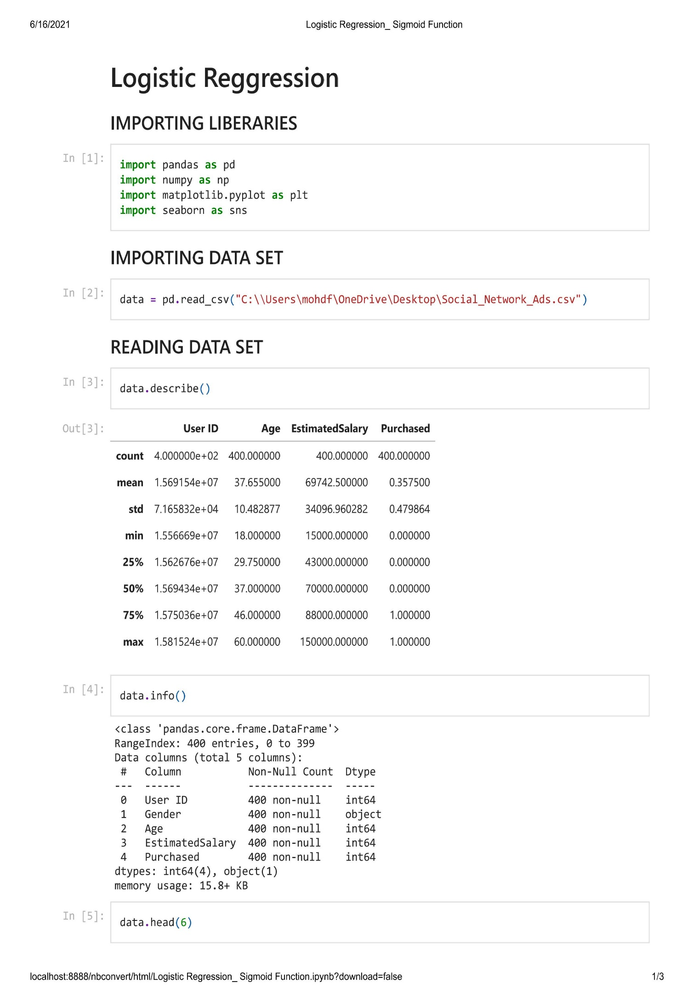 6/16/2021 Logistic Regression_ Sigmoid Function
Logistic Reggression
IMPORTING LIBERARIES
In [1]:
import pandas as pd
import numpy as np
import matplotlib.pyplot as plt
import seaborn as sns
IMPORTING DATA SET
In [2]:
data = pd.read_csv("C:\\Users\mohdf\OneDrive\Desktop\Social_Network_Ads.csv")
READING DATA SET
In [3]:
data.describe()
Out[3]: User ID Age EstimatedSalary Purchased
count 4.000000e+02 400.000000 400.000000 400.000000
mean 1.569154e+07 37.655000 69742.500000 0.357500
std 7.165832e+04 10.482877 34096.960282 0.479864
min 1.556669e+07 18.000000 15000.000000 0.000000
25% 1.562676e+07 29.750000 43000.000000 0.000000
50% 1.569434e+07 37.000000 70000.000000 0.000000
75% 1.575036e+07 46.000000 88000.000000 1.000000
max 1.581524e+07 60.000000 150000.000000 1.000000
In [4]:
data.info()
<class 'pandas.core.frame.DataFrame'>
RangeIndex: 400 entries, 0 to 399
Data columns (total 5 columns):
# Column Non-Null Count Dtype
--- ------ -------------- -----
0 User ID 400 non-null int64
1 Gender 400 non-null object
2 Age 400 non-null int64
3 EstimatedSalary 400 non-null int64
4 Purchased 400 non-null int64
dtypes: int64(4), object(1)
memory usage: 15.8+ KB
In [5]:
data.head(6)
localhost:8888/nbconvert/html/Logistic Regression_ Sigmoid Function.ipynb?download=false 1/3